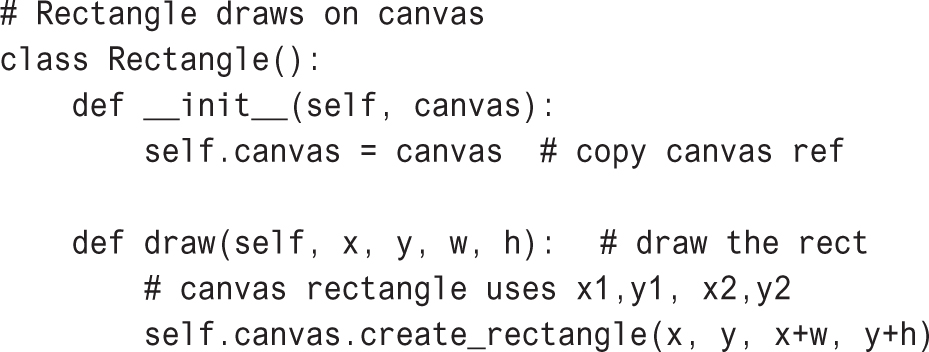 # Rectangle draws on canvas
class Rectangle():
    def __init__(self, canvas):
        self.canvas = canvas  # copy canvas ref

    def draw(self, x, y, w, h):  # draw the rect
        # canvas rectangle uses x1,y1, x2,y2
        self.canvas.create_rectangle(x, y, x+w, y+h)